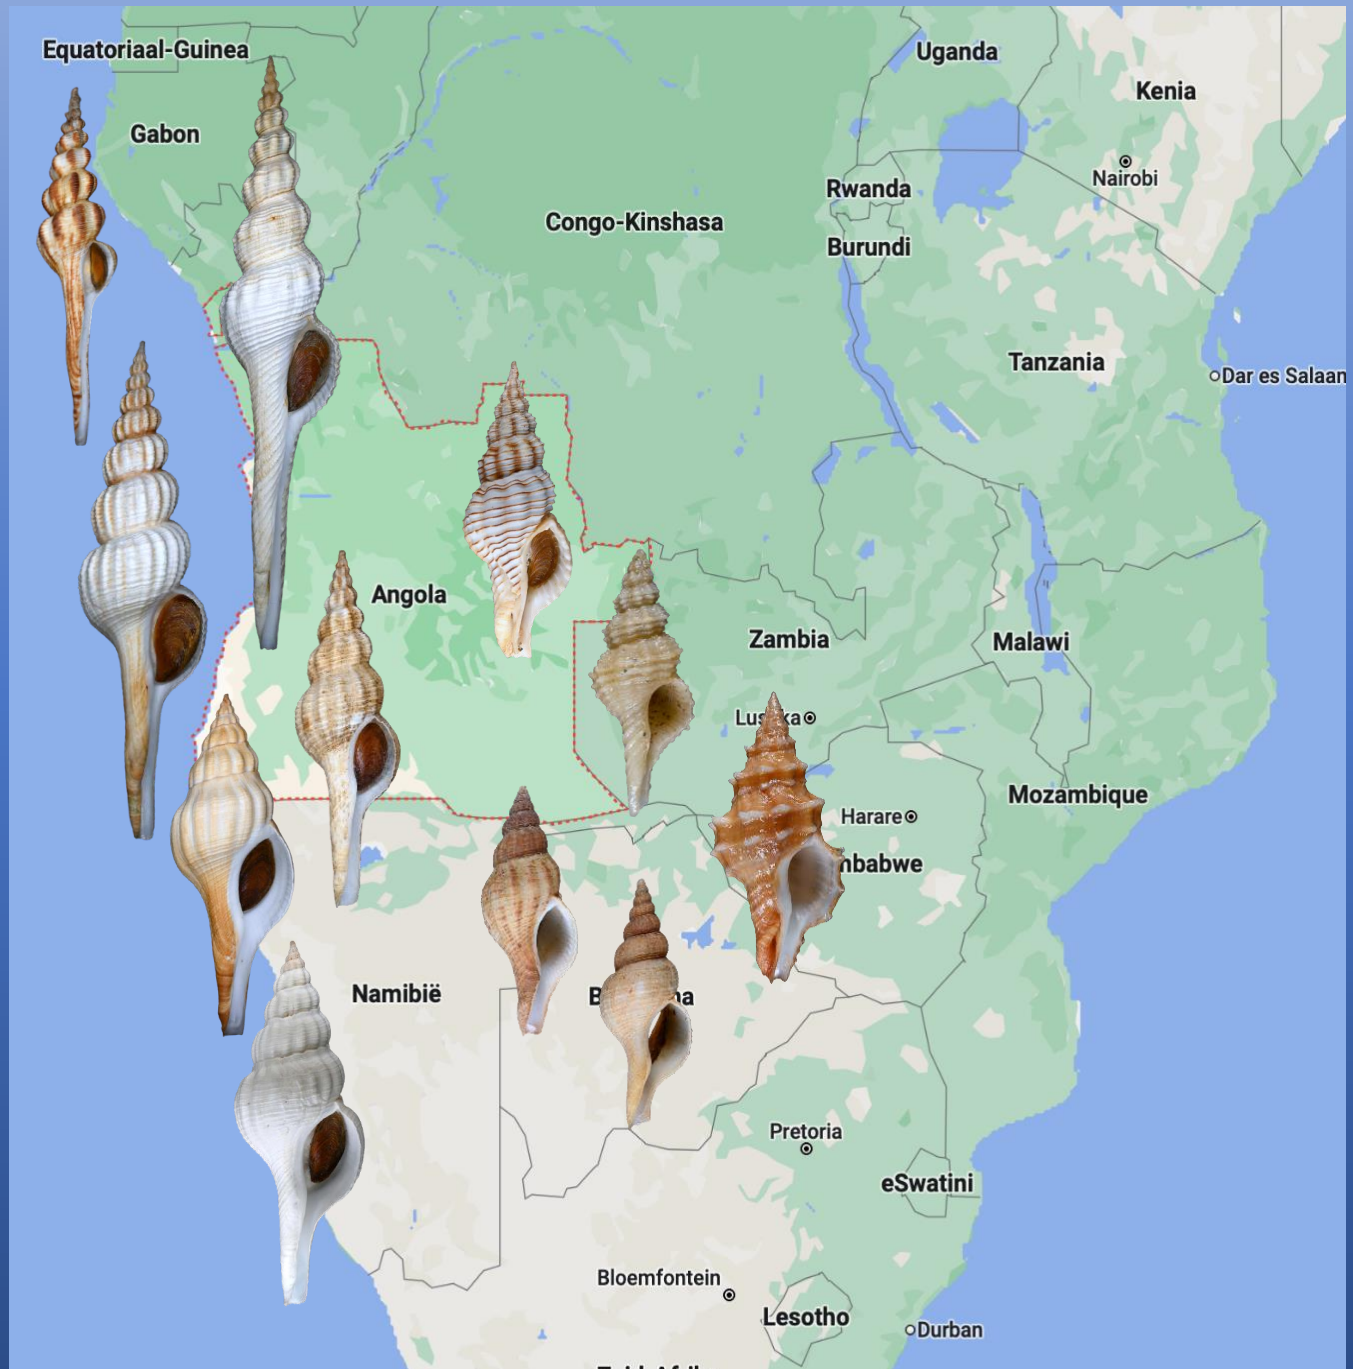 Equatoriaal-Guinea
Uganda
Kenia
Gabon
Nairobi
Rwanda
Congo-Kinshasa
Burundi
Tanzania
Dar es Salaan
Angola
Zambia
Malawi
Mozambique
Harare
Namibië
Pretoria
eSwatini
Bloemfontein
Lesotho
Durban